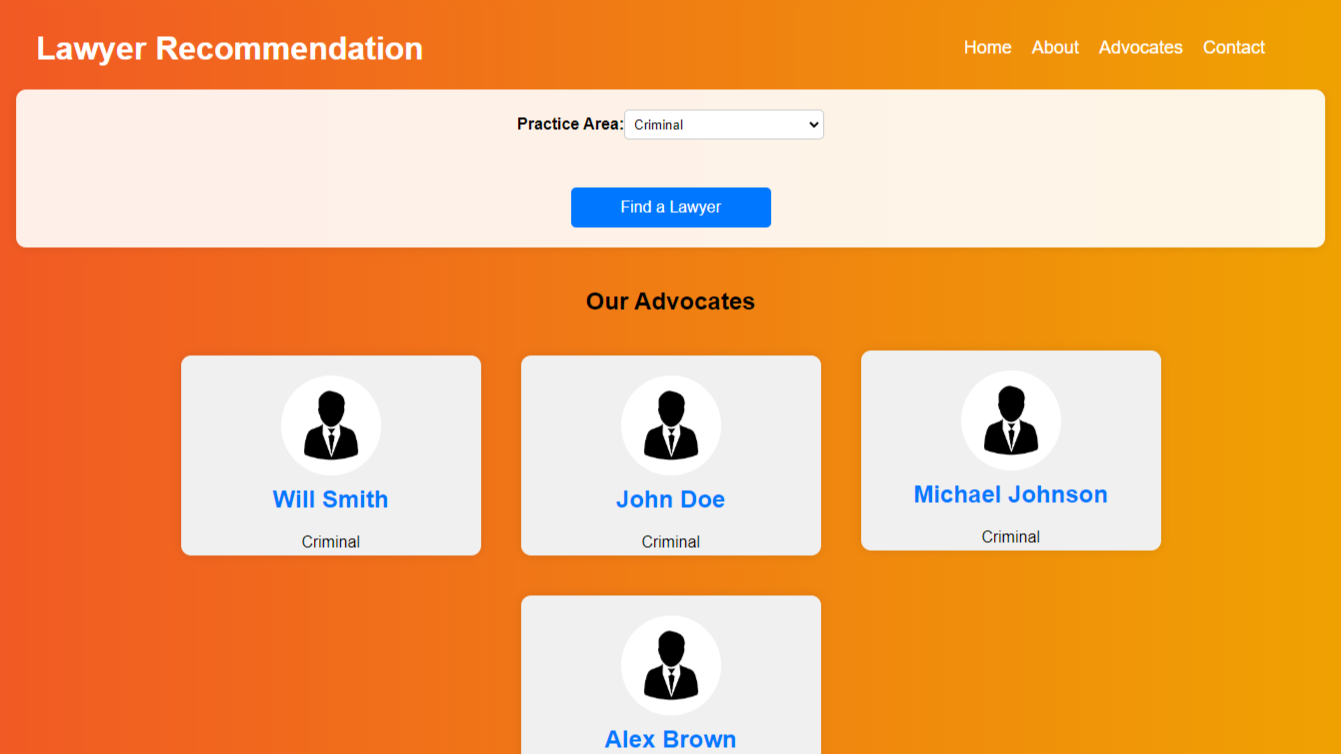 Lawyer Recommendation
Home About Advocates Contact
Practice Area: Criminal
Find a Lawyer
Our Advocates
Will Smith
Criminal
John Doe
Criminal
Michael Johnson
Criminal
Alex Brown